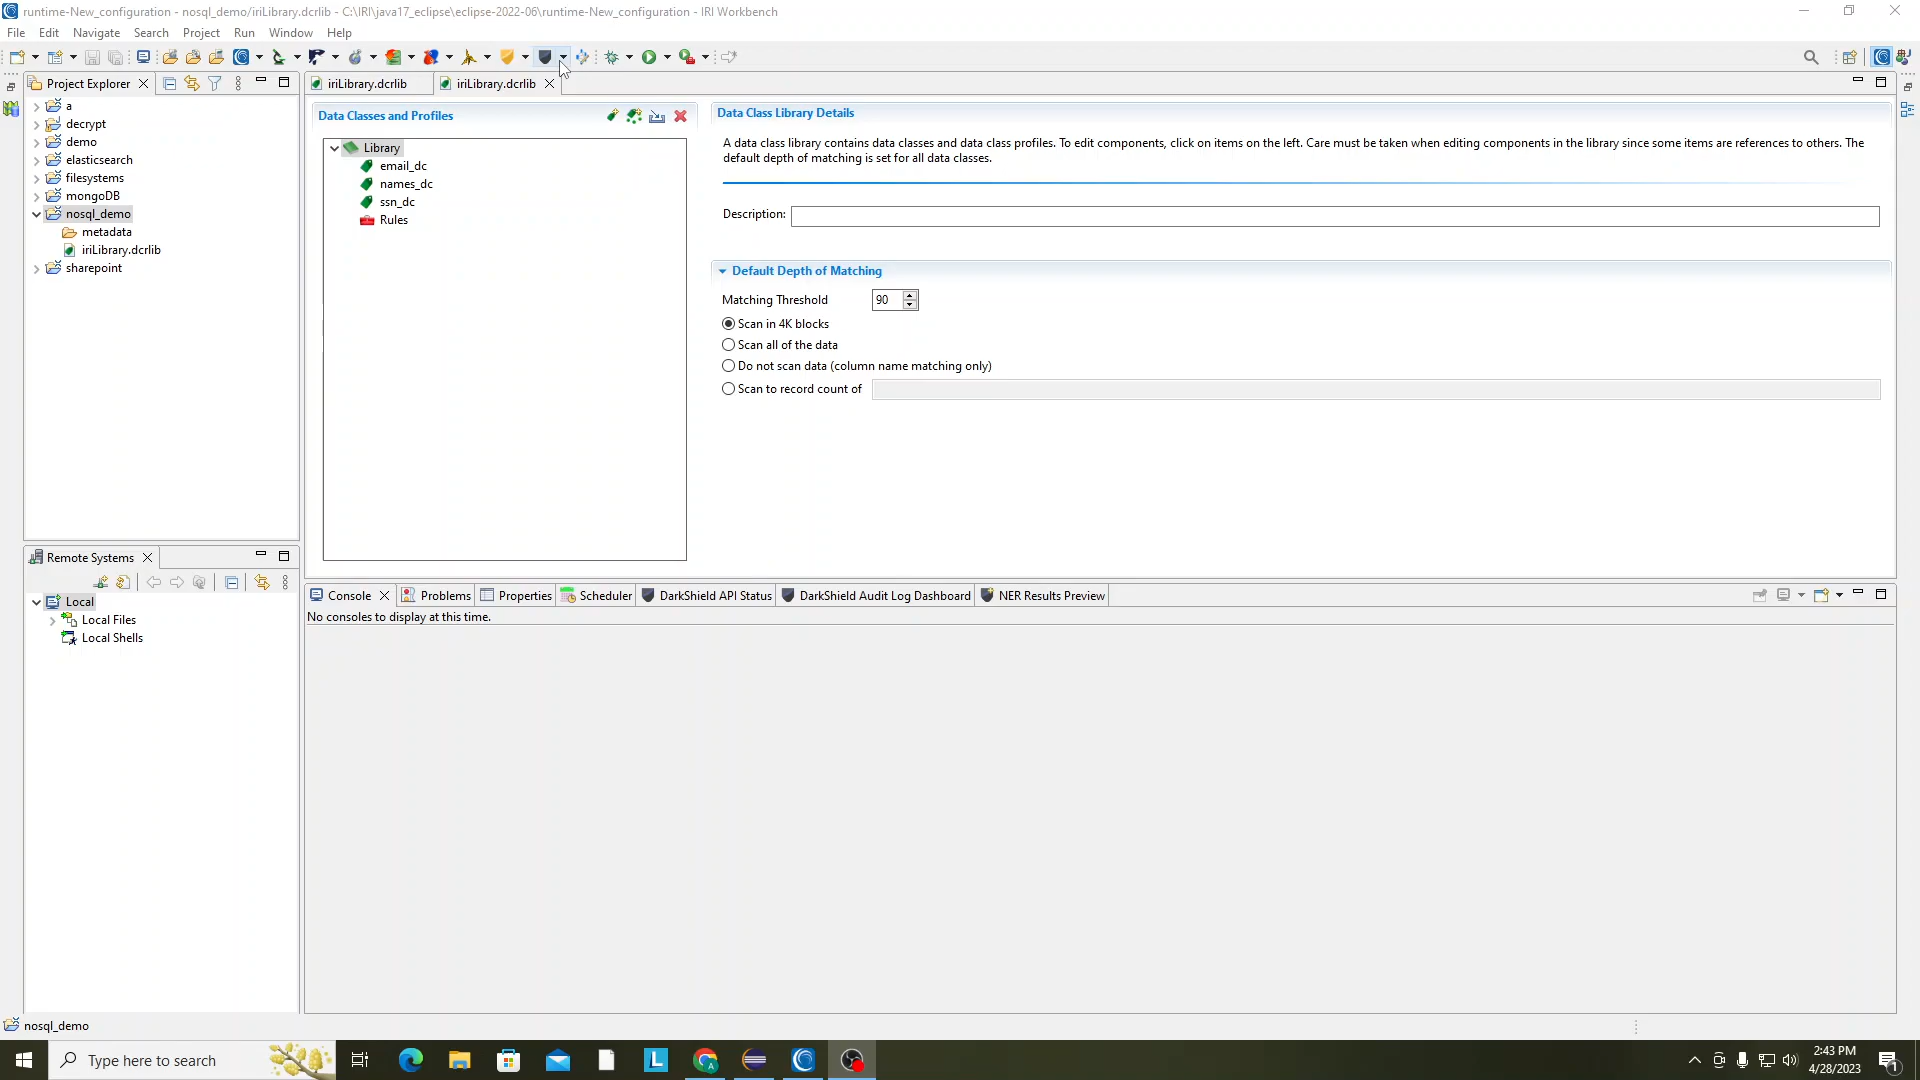 runtime-New_configuration - nosql_demo/iriLibrary.dcrlib - C:\IRI\java17_eclipse\eclipse-2022-06\runtime-New_configuration - IRI Workbench
File Edit Navigate Search Project Run Window Help
Project Explorer
a
decrypt
demo
elasticsearch
filesystems
mongoDB
nosql_demo
metadata
iriLibrary.dcrlib
sharepoint
Remote Systems
Local
Local Files
Local Shells
iriLibrary.dcrlib
iriLibrary.dcrlib
Data Classes and Profiles
Library
email_dc
names_dc
ssn_dc
Rules
Data Class Library Details
A data class library contains data classes and data class profiles. To edit components, click on items on the left. Care must be taken when editing components in the library since some items are references to others. The
default depth of matching is set for all data classes.
Description:
Default Depth of Matching
Matching Threshold 90
Scan in 4K blocks
Scan all of the data
Do not scan data (column name matching only)
Scan to record count of
Console Problems Properties Scheduler DarkShield API Status DarkShield Audit Log Dashboard NER Results Preview
No consoles to display at this time.
nosql_demo
Type here to search
L
A
2:43 PM
4/28/2023
1